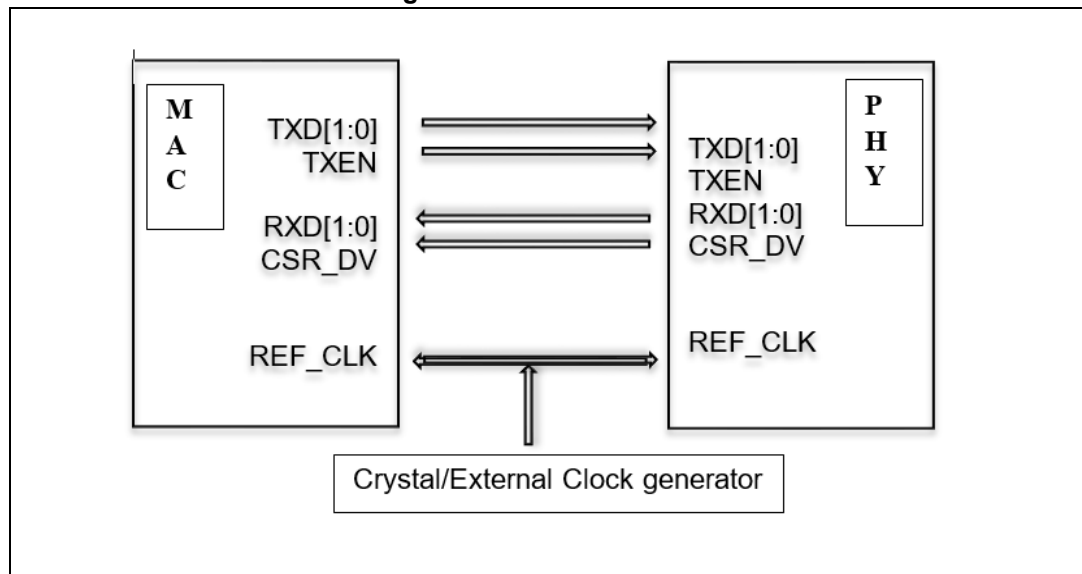 g
M
A
C
TXD[1:0]
TXEN
RXD[1:0]
CSR_DV
REF_CLK
P
H
Y
TXD[1:0]
TXEN
RXD[1:0]
CSR_DV
REF_CLK
Crystal/External Clock generator